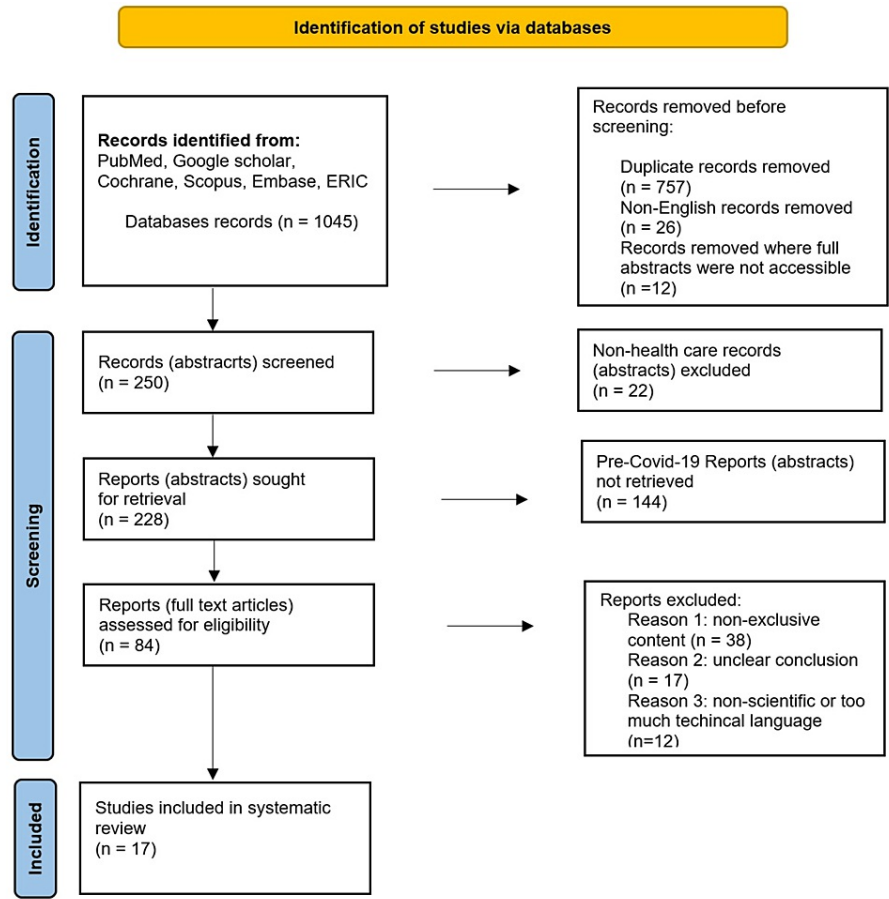 Identification of studies via databases
Identification
Records identified from:
PubMed, Google scholar,
Cochrane, Scopus, Embase, ERIC
Databases records (n = 1045)
Records removed before
screening:
Duplicate records removed
(n = 757)
Non-English records removed
(n = 26)
Records removed where full
abstracts were not accessible
(n =12)
Screening
Records (abstracrts) screened
(n = 250)
Non-health care records
(abstracts) excluded
(n = 22)
Reports (abstracts) sought
for retrieval
(n = 228)
Pre-Covid-19 Reports (abstracts)
not retrieved
(n = 144)
Reports (full text articles)
assessed for eligibility
(n = 84)
Reports excluded:
Reason 1: non-exclusive
content (n = 38)
Reason 2: unclear conclusion
(n = 17)
Reason 3: non-scientific or too
much techincal language
(n=12)
Included
Studies included in systematic
review
(n = 17)